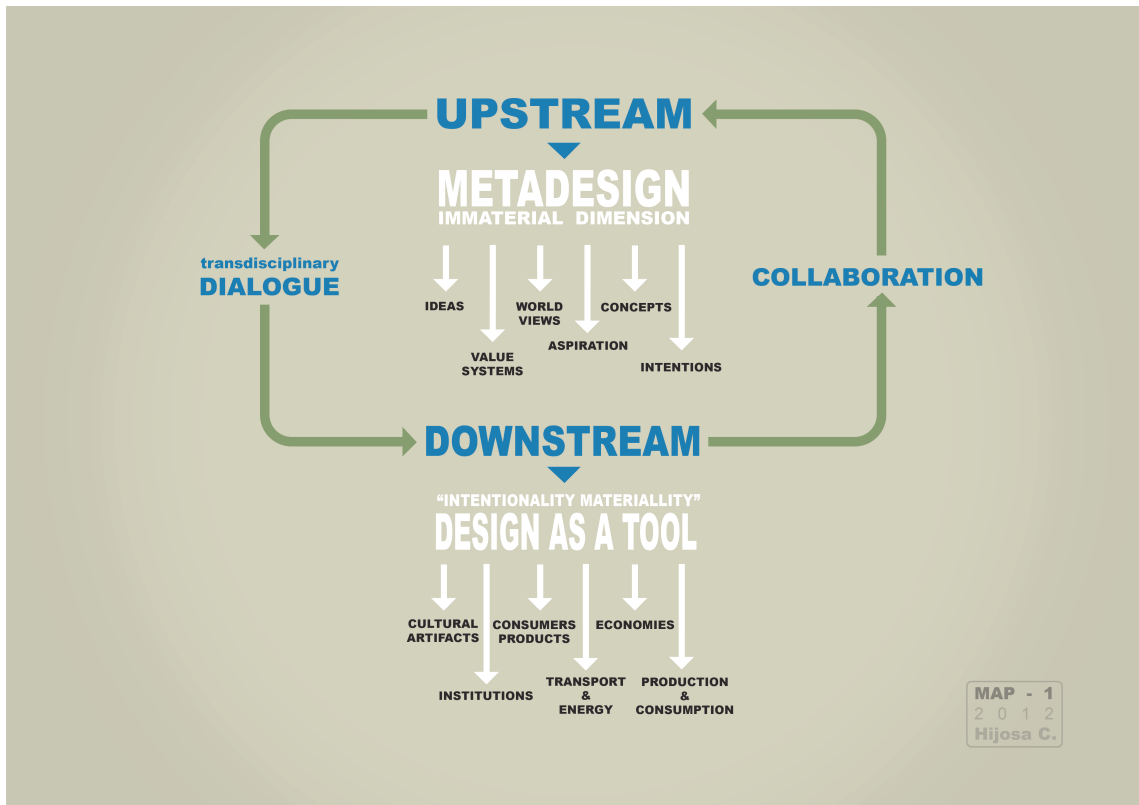 UPSTREAM
METADESIGN
IMMATERIAL DIMENSION
transdisciplinary
DIALOGUE
COLLABORATION
IDEAS
WORLD
VIEWS
CONCEPTS
VALUE
SYSTEMS
ASPIRATION
INTENTIONS
DOWNSTREAM
“INTENTIONALITY MATERIALLITY”
DESIGN AS A TOOL
CULTURAL
ARTIFACTS
CONSUMERS
PRODUCTS
ECONOMIES
INSTITUTIONS
TRANSPORT
&
ENERGY
PRODUCTION
&
CONSUMPTION
MAP - 1
2 0 1 2
Hijosa C.